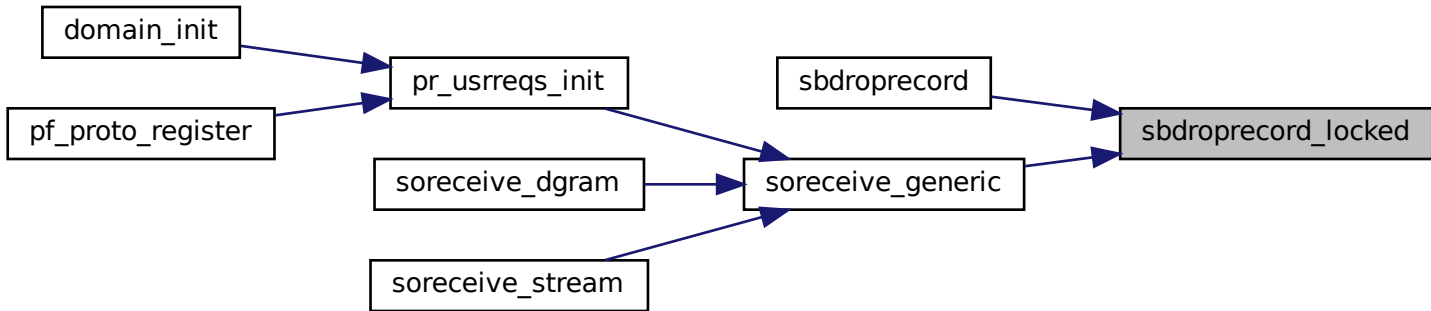 domain_init
pf_proto_register
pr_usrreqs_init
soreceive_dgram
soreceive_stream
sbdroprecord
soreceive_generic
sbdroprecord_locked